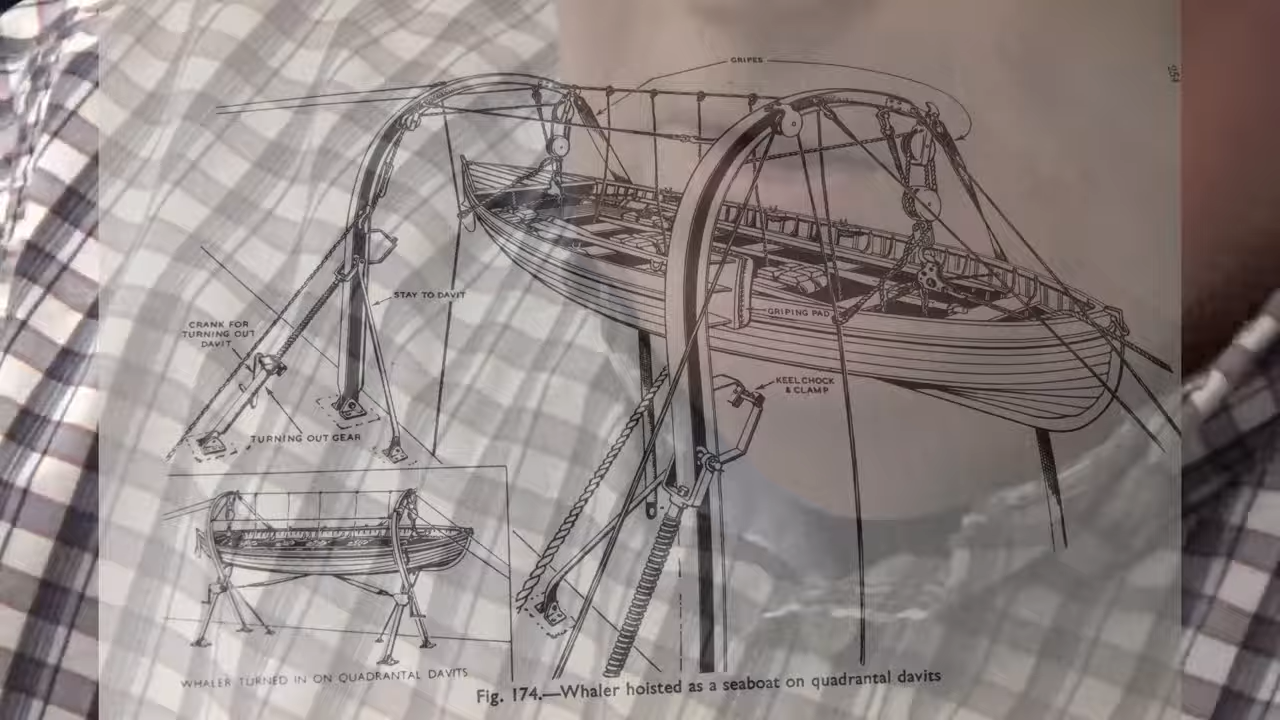 GRIPES
STAY TO DAVIT
CRANK FOR
TURNING OUT
DAVIT
GRIPING PAD
KEEL CHOCK
& CLAMP
TURNING OUT GEAR
WHALER TURNED IN ON QUADRANTAL DAVITS
Fig. 174.—Whaler hoisted as a seaboat on quadrantal davits